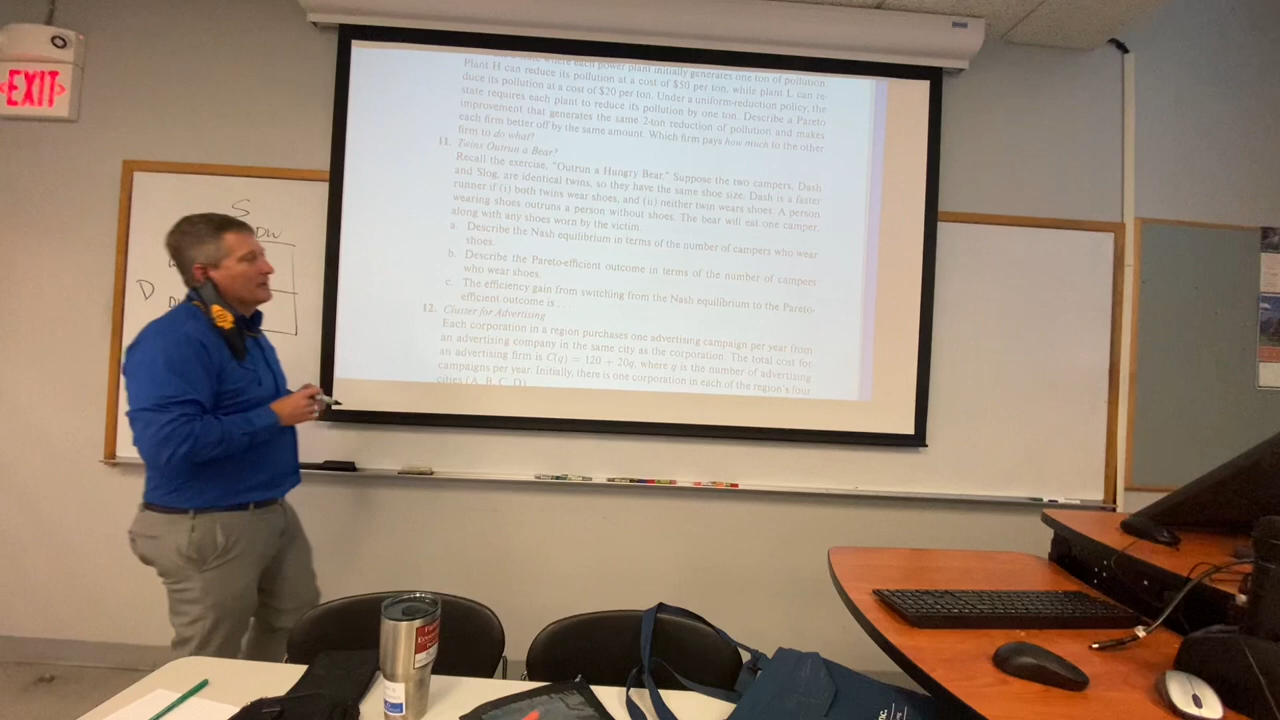 EXIT
S
DW
D
where each power plant initially generates one ton of pollution.
Plant H can reduce its pollution at a cost of $50 per ton, while plant L can re-
duce its pollution at a cost of $20 per ton. Under a uniform-reduction policy, the
state requires each plant to reduce its pollution by one ton. Describe a Pareto
improvement that generates the same 2-ton reduction of pollution and makes
each firm better off by the same amount. Which firm pays how much to the other
firm to do what?
11. Twins Outrun a Bear?
Recall the exercise, "Outrun a Hungry Bear." Suppose the two campers, Dash
and Slog, are identical twins, so they have the same shoe size. Dash is a faster
runner if (i) both twins wear shoes, and (ii) neither twin wears shoes. A person
wearing shoes outruns a person without shoes. The bear will eat one camper,
along with any shoes worn by the victim.
a. Describe the Nash equilibrium in terms of the number of campers who wear
shoes.
b. Describe the Pareto-efficient outcome in terms of the number of campers
who wear shoes.
c. The efficiency gain from switching from the Nash equilibrium to the Pareto-
efficient outcome is . .
12. Cluster for Advertising
Each corporation in a region purchases one advertising campaign per year from
an advertising company in the same city as the corporation. The total cost for
an advertising firm is C(q) = 120 + 20q, where q is the number of advertising
campaigns per year. Initially, there is one corporation in each of the region's four
cities (A, B, C, D)